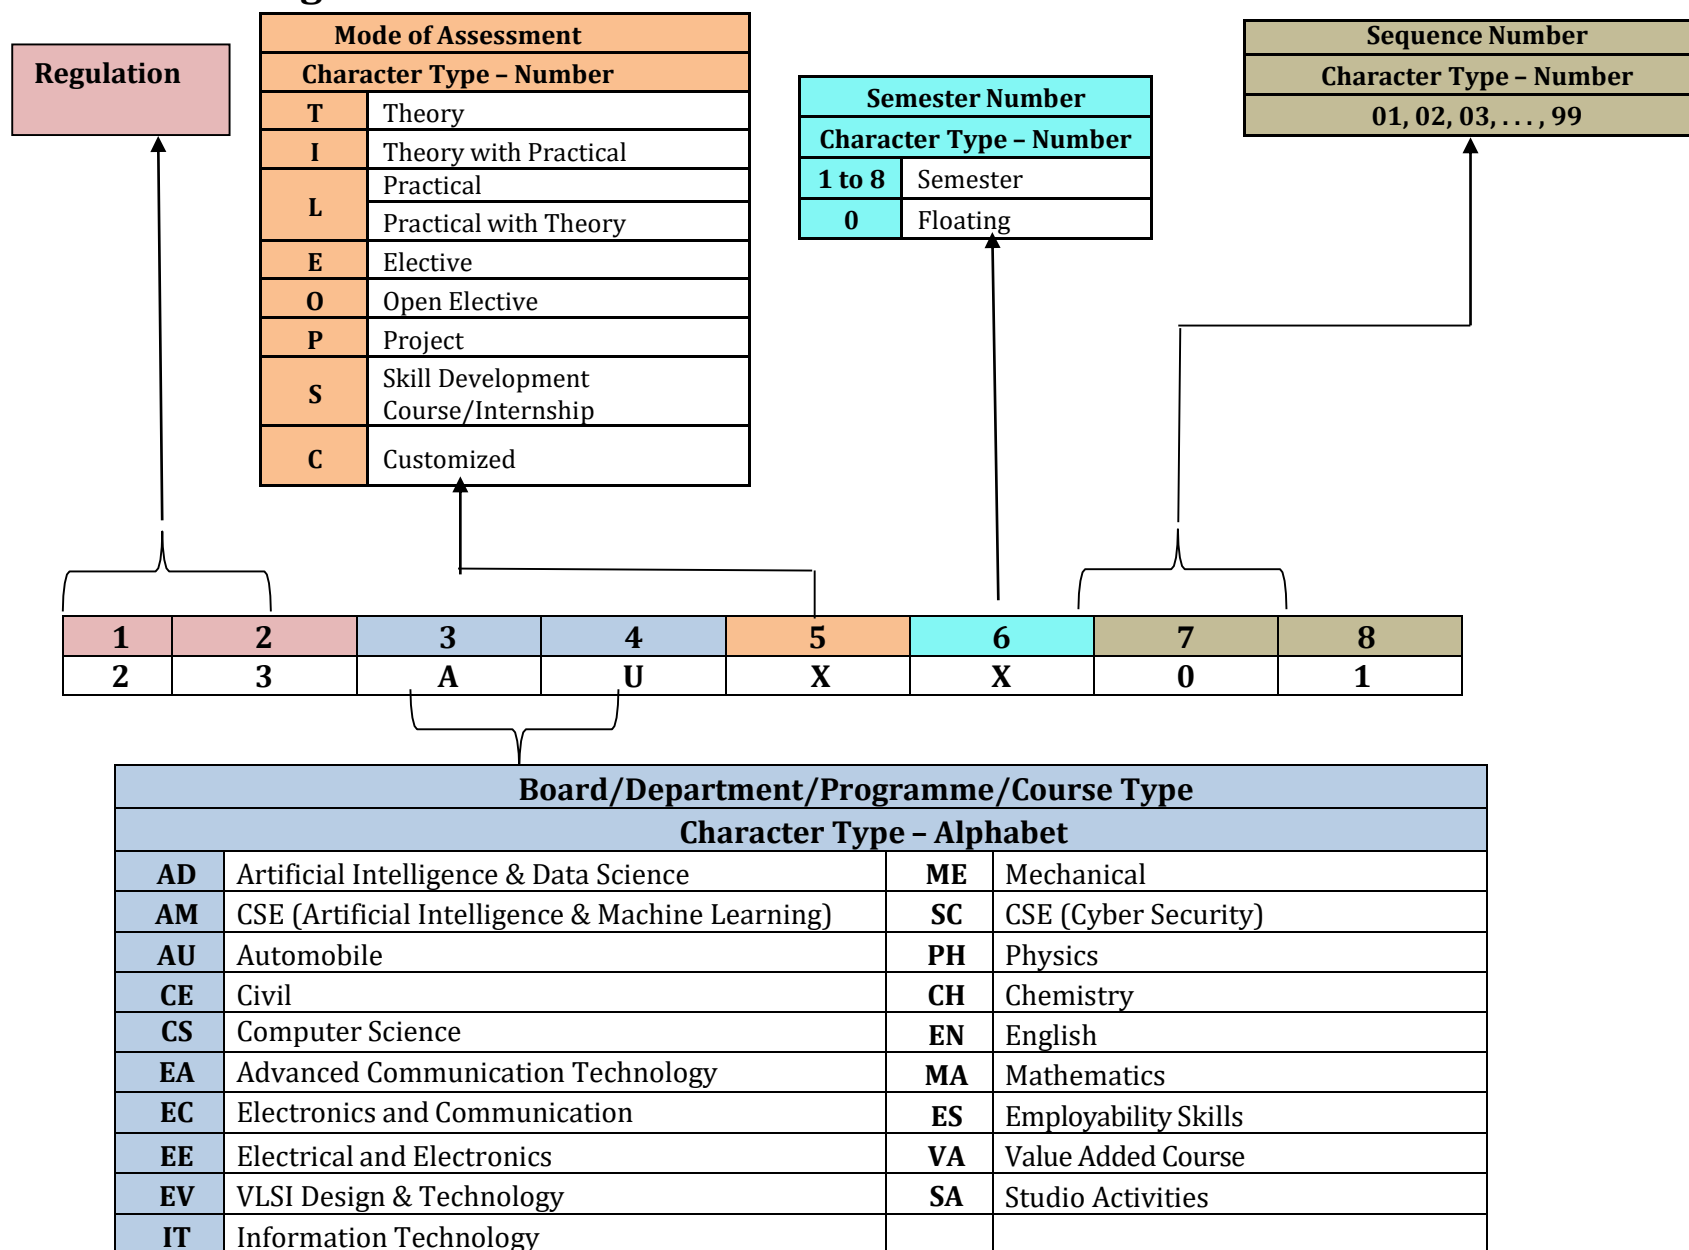 Regulation
Mode of Assessment
Character Type – Number
T Theory
I Theory with Practical
L Practical
Practical with Theory
E Elective
O Open Elective
P Project
S Skill Development
Course/Internship
C Customized
Semester Number
Character Type – Number
1 to 8 Semester
0 Floating
Sequence Number
Character Type – Number
01, 02, 03, . . . , 99
1 2 3 4 5 6 7 8
2 3 A U X X 0 1
Board/Department/Programme/Course Type
Character Type – Alphabet
AD Artificial Intelligence & Data Science ME Mechanical
AM CSE (Artificial Intelligence & Machine Learning) SC CSE (Cyber Security)
AU Automobile PH Physics
CE Civil CH Chemistry
CS Computer Science EN English
EA Advanced Communication Technology MA Mathematics
EC Electronics and Communication ES Employability Skills
EE Electrical and Electronics VA Value Added Course
EV VLSI Design & Technology SA Studio Activities
IT Information Technology